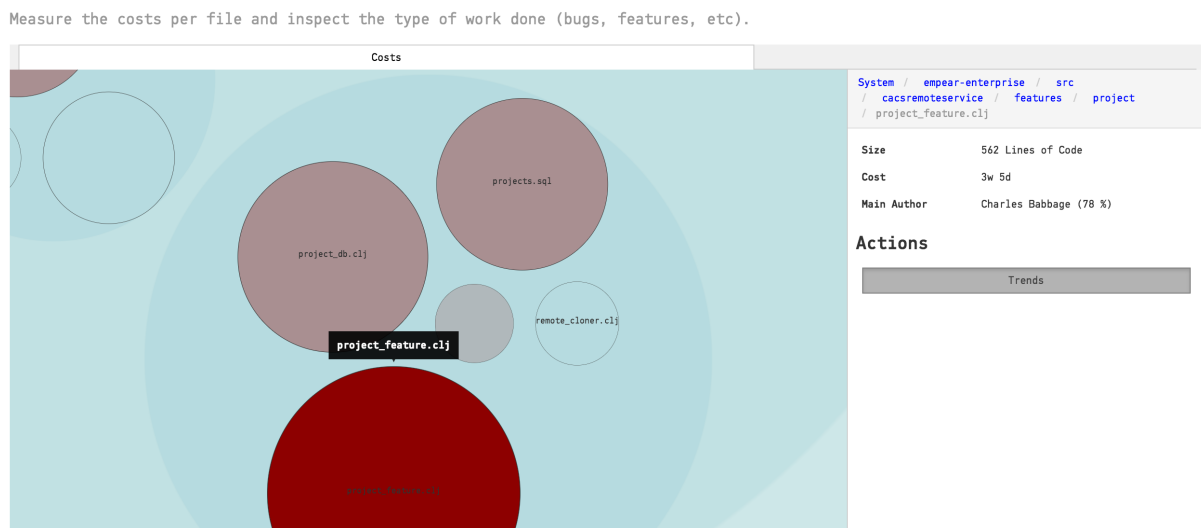 Measure the costs per file and inspect the type of work done (bugs, features, etc).
Costs
System / empear-enterprise / src
/ cacsremoteservice / features / project
/ project_feature.clj
Size 562 Lines of Code
Cost 3w 5d
Main Author Charles Babbage (78 %)
Actions
Trends
projects.sql
project_db.clj
remote_cloner.clj
project_feature.clj
project_feature.clj